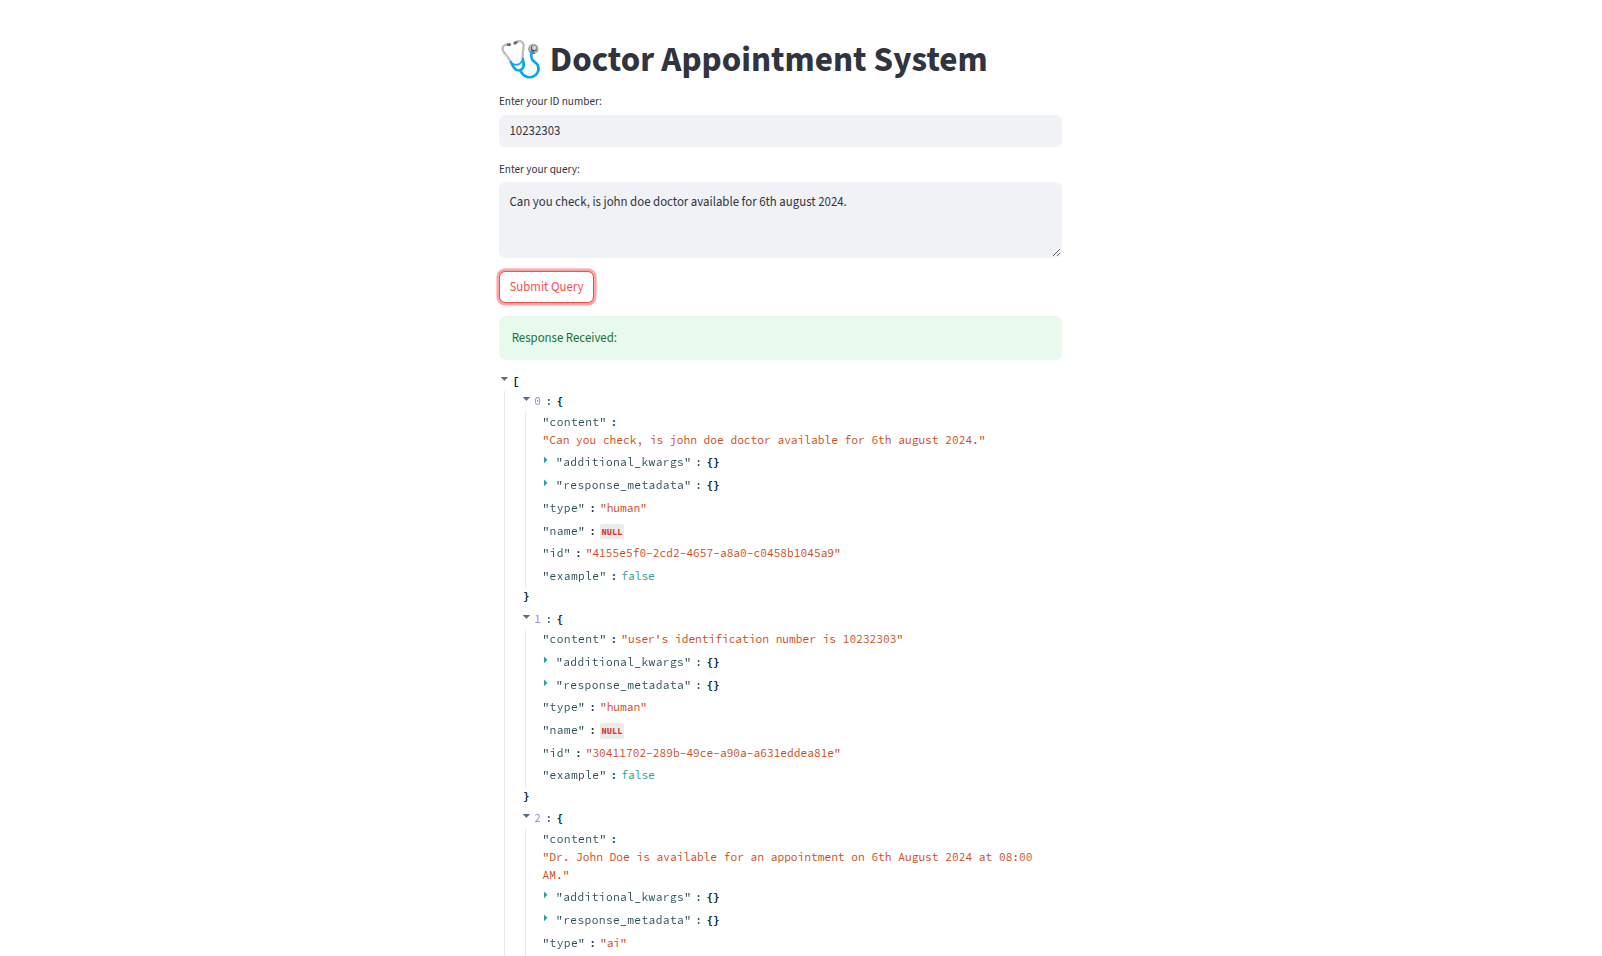 Doctor Appointment System
Enter your ID number:
10232303
Enter your query:
Can you check, is john doe doctor available for 6th august 2024.
Submit Query
Response Received:
[
0 : {
"content" :
"Can you check, is john doe doctor available for 6th august 2024."
"additional_kwargs" : {}
"response_metadata" : {}
"type" : "human"
"name" : NULL
"id" : "4155e5f0-2cd2-4657-a8a0-c0458b1045a9"
"example" : false
}
1 : {
"content" : "user's identification number is 10232303"
"additional_kwargs" : {}
"response_metadata" : {}
"type" : "human"
"name" : NULL
"id" : "30411702-289b-49ce-a90a-a631eddea81e"
"example" : false
}
2 : {
"content" :
"Dr. John Doe is available for an appointment on 6th August 2024 at 08:00
AM."
"additional_kwargs" : {}
"response_metadata" : {}
"type" : "ai"